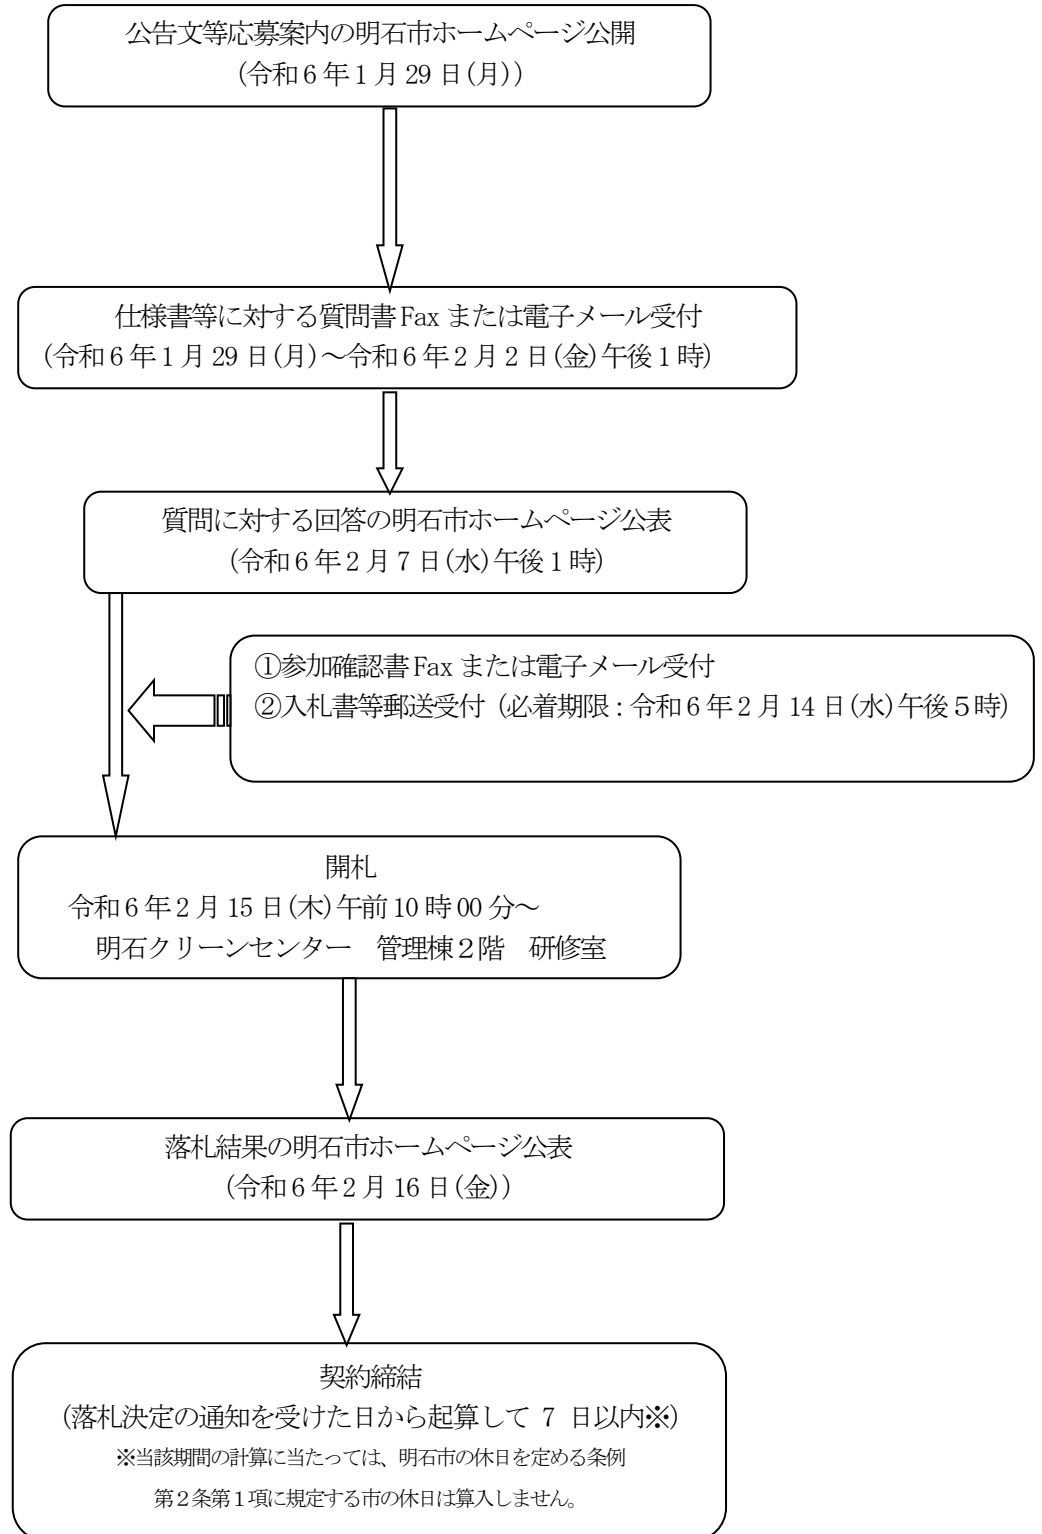 公告文等応募案内の明石市ホームページ公開
(令和6年1月29日(月))
仕様書等に対する質問書Faxまたは電子メール受付
(令和6年1月29日(月)～令和6年2月2日(金)午後1時)
質問に対する回答の明石市ホームページ公表
(令和6年2月7日(水)午後1時)
①参加確認書Faxまたは電子メール受付
②入札書等郵送受付（必着期限：令和6年2月14日(水)午後５時)
開札
令和6年2月15日(木)午前10時00分～
明石クリーンセンター　管理棟２階　研修室
落札結果の明石市ホームページ公表
(令和6年2月16日(金))
契約締結
(落札決定の通知を受けた日から起算して 7 日以内※)
※当該期間の計算に当たっては、明石市の休日を定める条例
第２条第１項に規定する市の休日は算入しません。